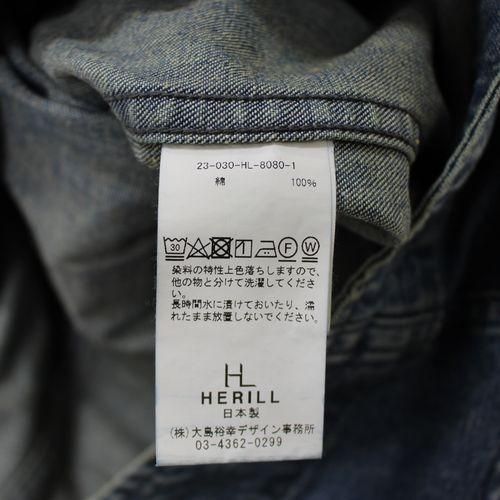 23-030-HL-8080-1
綿 100%
30 F W
染料の特性上色落ちしますので、
他の物と分けて洗濯してくださ
い。
長時間水に漬けておいたり、濡
れたまま放置しないでください。
HL
HERILL
日本製
(株)大島裕幸デザイン事務所
03-4362-0299